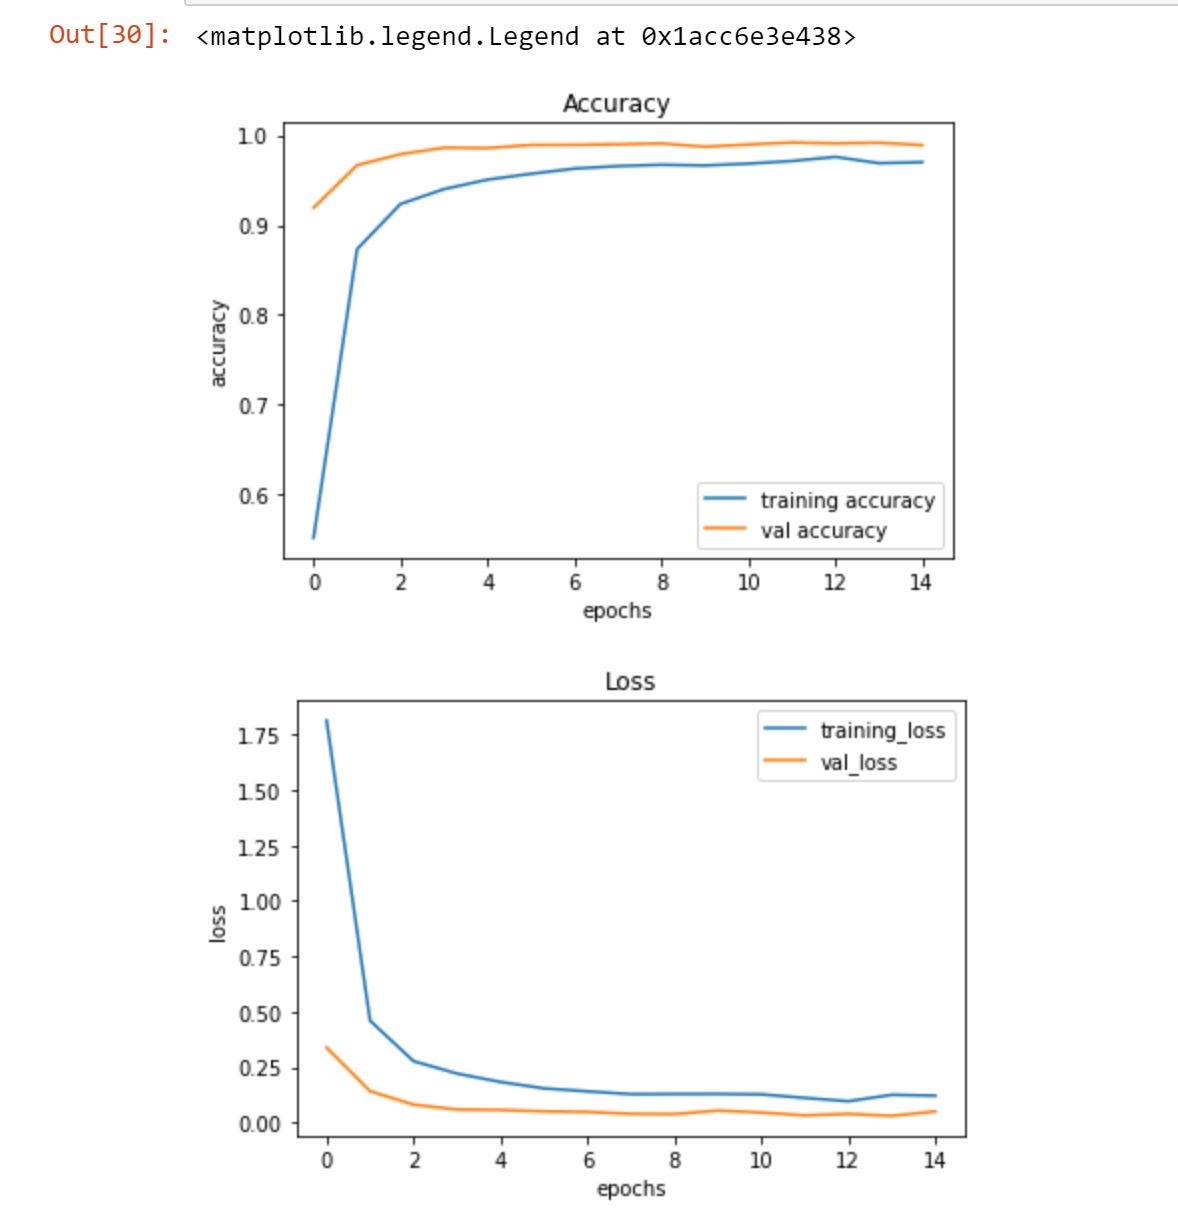 Out[30]: <matplotlib.legend.Legend at 0x1acc6e3e438>
Accuracy
1.0
0.9
0.8
0.7
0.6
accuracy
training accuracy
val accuracy
0 2 4 6 8 10 12 14
epochs
Loss
training_loss
val_loss
1.75
1.50
1.25
1.00
0.75
0.50
0.25
0.00
loss
0 2 4 6 8 10 12 14
epochs